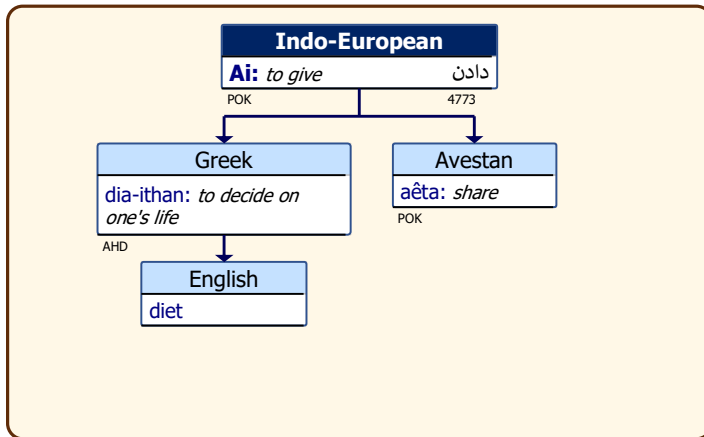 Indo-European
Ai: to give دادن
POK 4773
Greek Avestan
dia-ithan: to decide on aêta: share
one's life
POK
AHD
English
diet